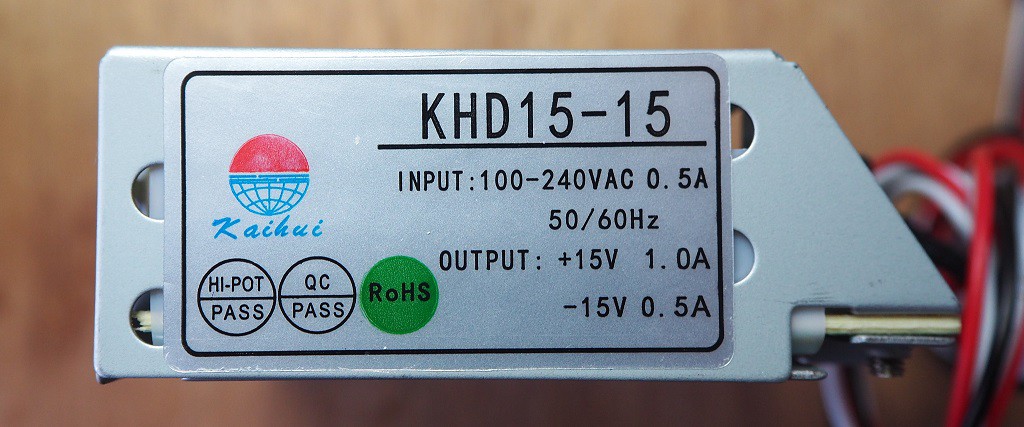 KHD15-15
INPUT:100-240VAC 0.5A
50/60Hz
Kaihui
OUTPUT: +15V 1.0A
-15V 0.5A
HI-POT
PASS
QC
PASS
RoHS